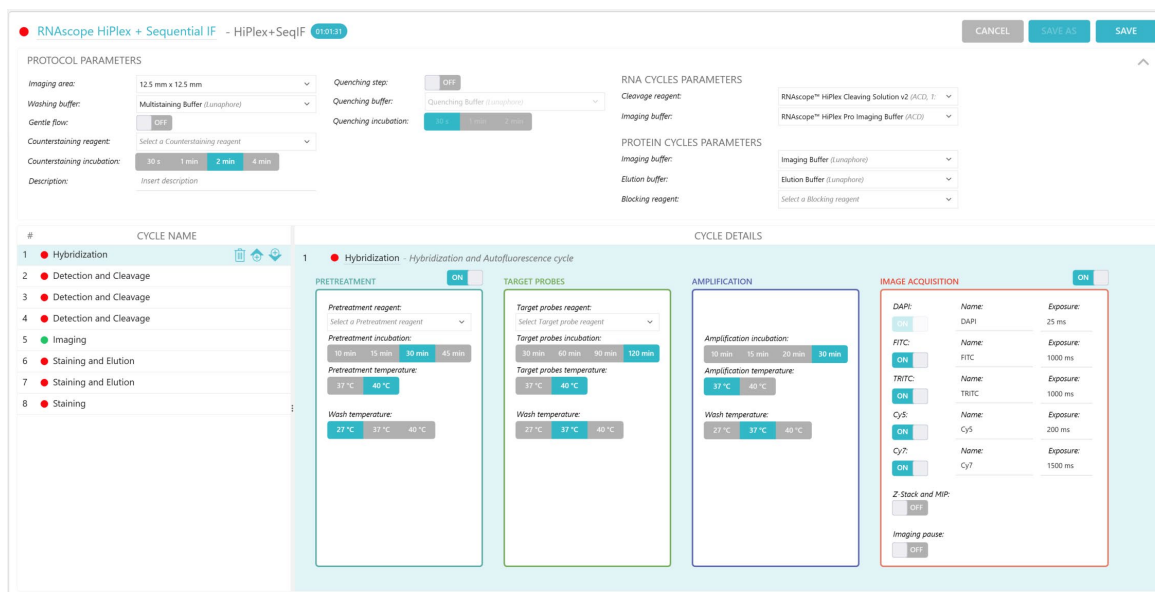 RNAscope HiPlex + Sequential IF - HiPlex+SeqIF 01:01:31 CANCEL SAVE AS SAVE
PROTOCOL PARAMETERS
Imaging area: 12.5 mm x 12.5 mm
Washing buffer: Multistaining Buffer (Lunaphore)
Gentle flow: OFF
Counterstaining reagent: Select a Counterstaining reagent
Counterstaining incubation: 30 s 1 min 2 min 4 min
Description: Insert description
Quenching step: OFF
Quenching buffer: Quenching Buffer (Lunaphore)
Quenching incubation: 30 s 1 min 2 min
RNA CYCLES PARAMETERS
Cleavage reagent: RNAscope™ HiPlex Cleaving Solution v2 (ACD, 1:
Imaging buffer: RNAscope™ HiPlex Pro Imaging Buffer (ACD)
PROTEIN CYCLES PARAMETERS
Imaging buffer: Imaging Buffer (Lunaphore)
Elution buffer: Elution Buffer (Lunaphore)
Blocking reagent: Select a Blocking reagent
# CYCLE NAME
1 Hybridization
2 Detection and Cleavage
3 Detection and Cleavage
4 Detection and Cleavage
5 Imaging
6 Staining and Elution
7 Staining and Elution
8 Staining
CYCLE DETAILS
1 Hybridization - Hybridization and Autofluorescence cycle
PRETREATMENT ON
Pretreatment reagent:
Select a Pretreatment reagent
Pretreatment incubation:
10 min 15 min 30 min 45 min
Pretreatment temperature:
37 °C 40 °C
Wash temperature:
27 °C 37 °C 40 °C
TARGET PROBES
Target probes reagent:
Select Target probe reagent
Target probes incubation:
30 min 60 min 90 min 120 min
Target probes temperature:
37 °C 40 °C
Wash temperature:
27 °C 37 °C 40 °C
AMPLIFICATION
Amplification incubation:
10 min 15 min 20 min 30 min
Amplification temperature:
37 °C 40 °C
Wash temperature:
27 °C 37 °C 40 °C
IMAGE ACQUISITION ON
DAPI: Name: Exposure:
ON DAPI 25 ms
FITC: Name: Exposure:
ON FITC 1000 ms
TRITC: Name: Exposure:
ON TRITC 1000 ms
Cy5: Name: Exposure:
ON Cy5 200 ms
Cy7: Name: Exposure:
ON Cy7 1500 ms
Z-Stack and MIP:
OFF
Imaging pause:
OFF